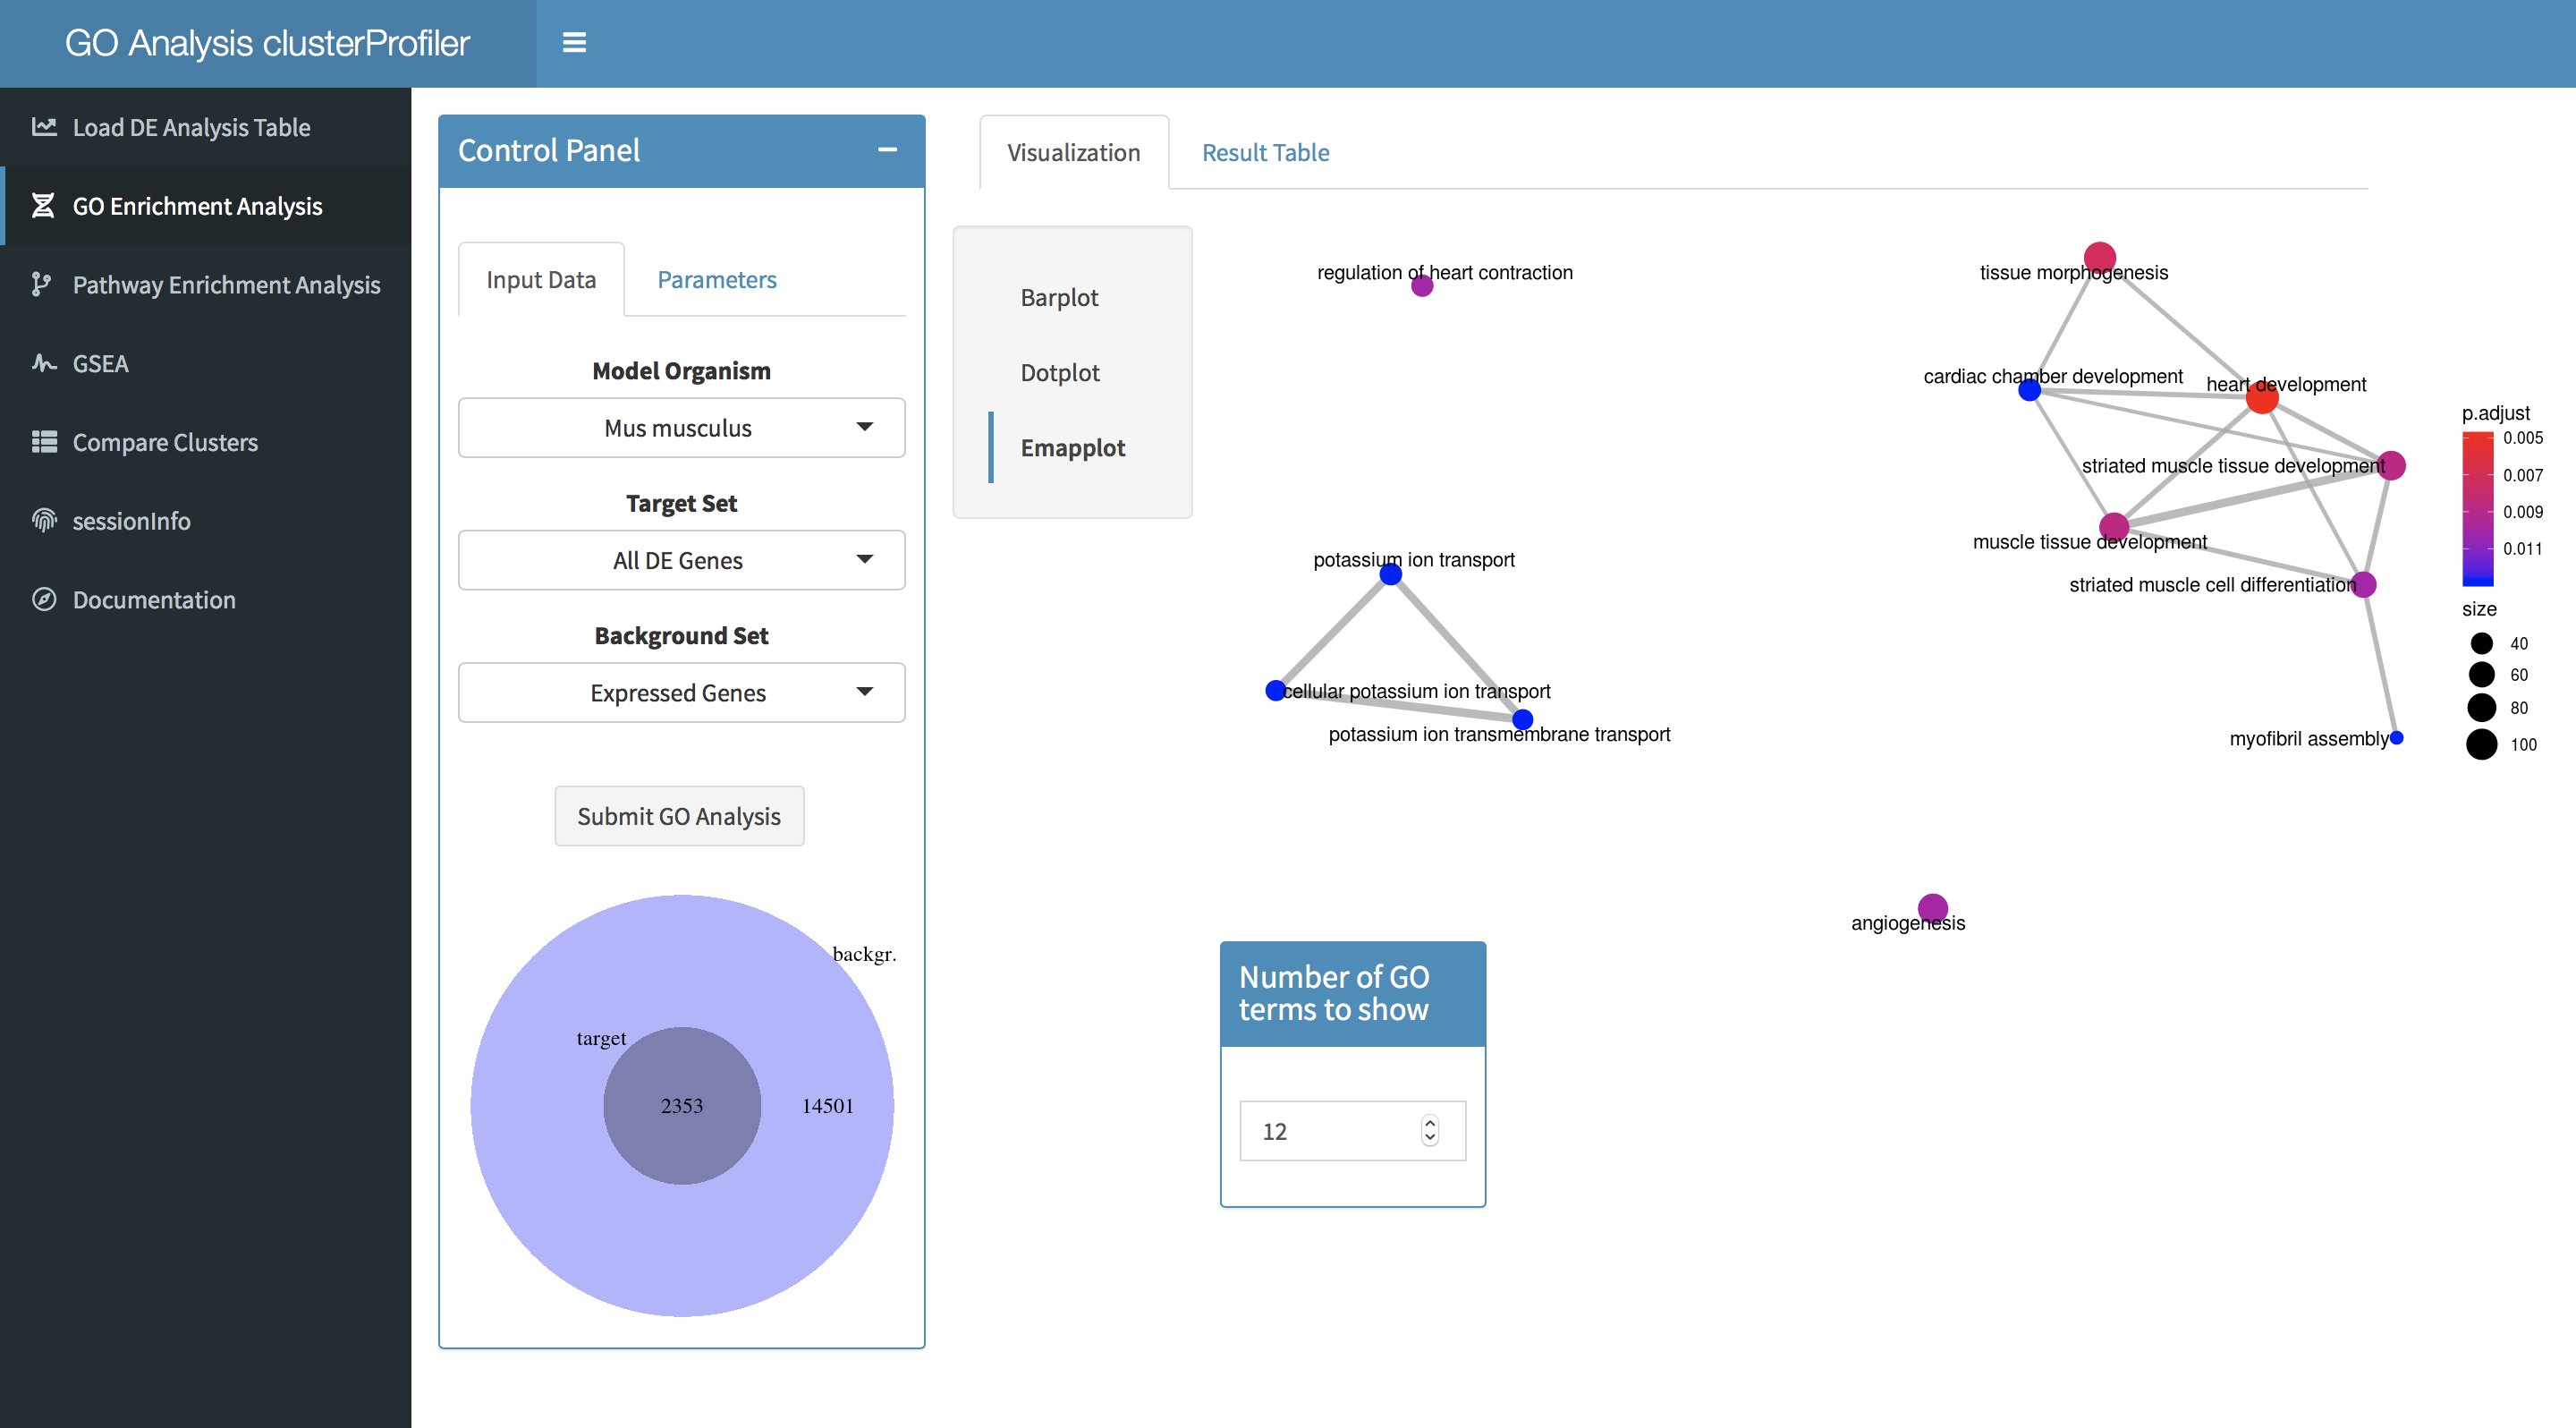 GO Analysis clusterProfiler
Load DE Analysis Table
GO Enrichment Analysis
Pathway Enrichment Analysis
GSEA
Compare Clusters
sessionInfo
Documentation
Control Panel
Input Data
Parameters
Model Organism
Mus musculus
Target Set
All DE Genes
Background Set
Expressed Genes
Submit GO Analysis
backgr.
target
2353
14501
Visualization
Result Table
Barplot
Dotplot
Emapplot
regulation of heart contraction
tissue morphogenesis
cardiac chamber development
heart development
striated muscle tissue development
muscle tissue development
potassium ion transport
striated muscle cell differentiation
cellular potassium ion transport
potassium ion transmembrane transport
myofibril assembly
angiogenesis
p.adjust
0.005
0.007
0.009
0.011
size
40
60
80
100
Number of GO
terms to show
12